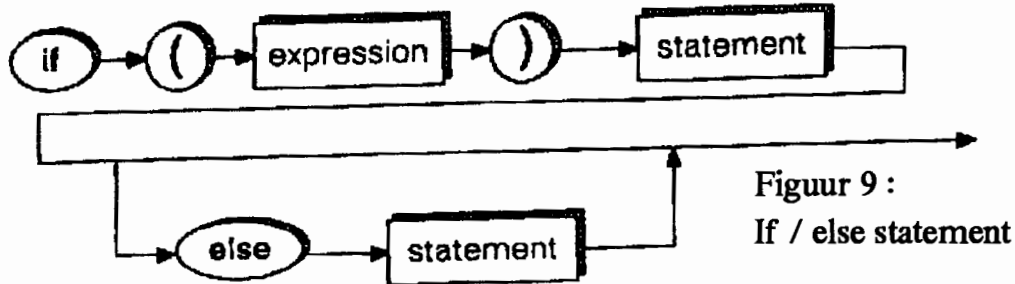 if ( expression ) statement
else statement
Figuur 9 :
If / else statement